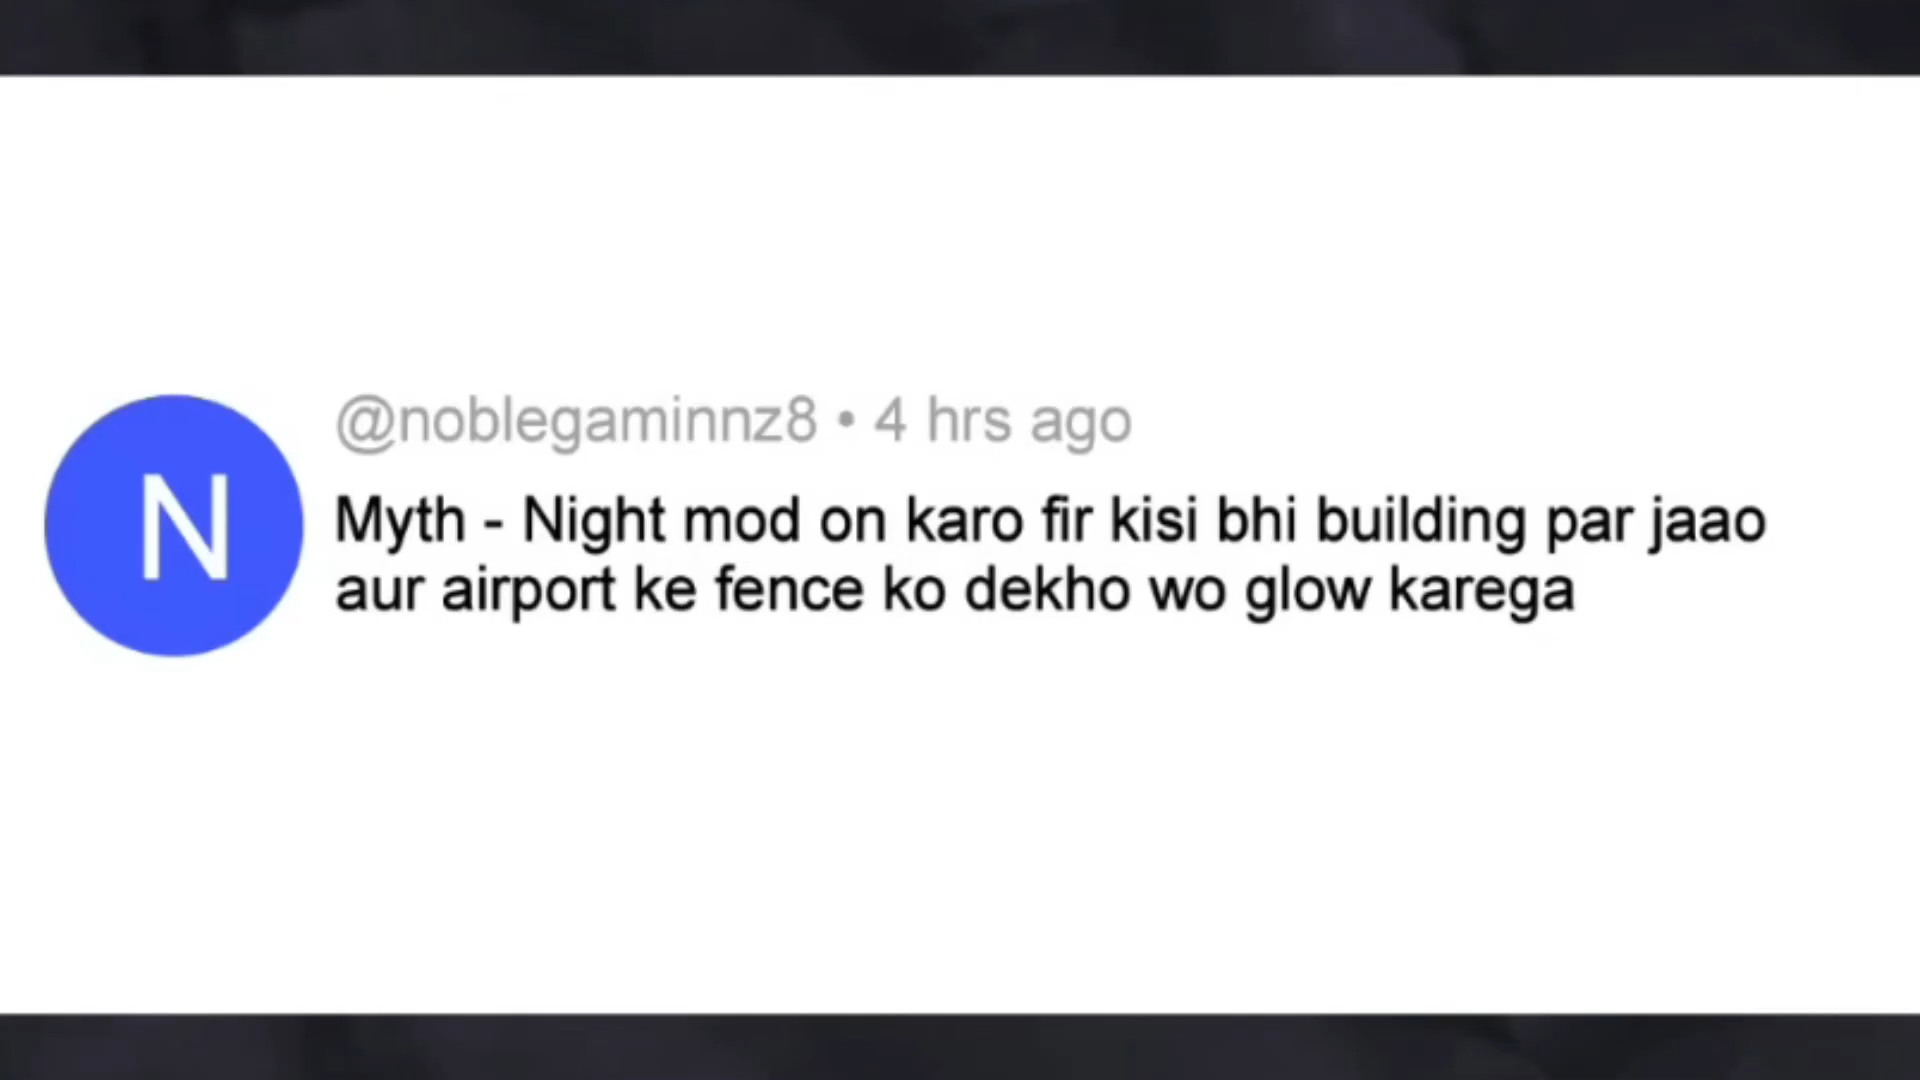 N
@noblegaminnz8 • 4 hrs ago
Myth - Night mod on karo fir kisi bhi building par jaao
aur airport ke fence ko dekho wo glow karega